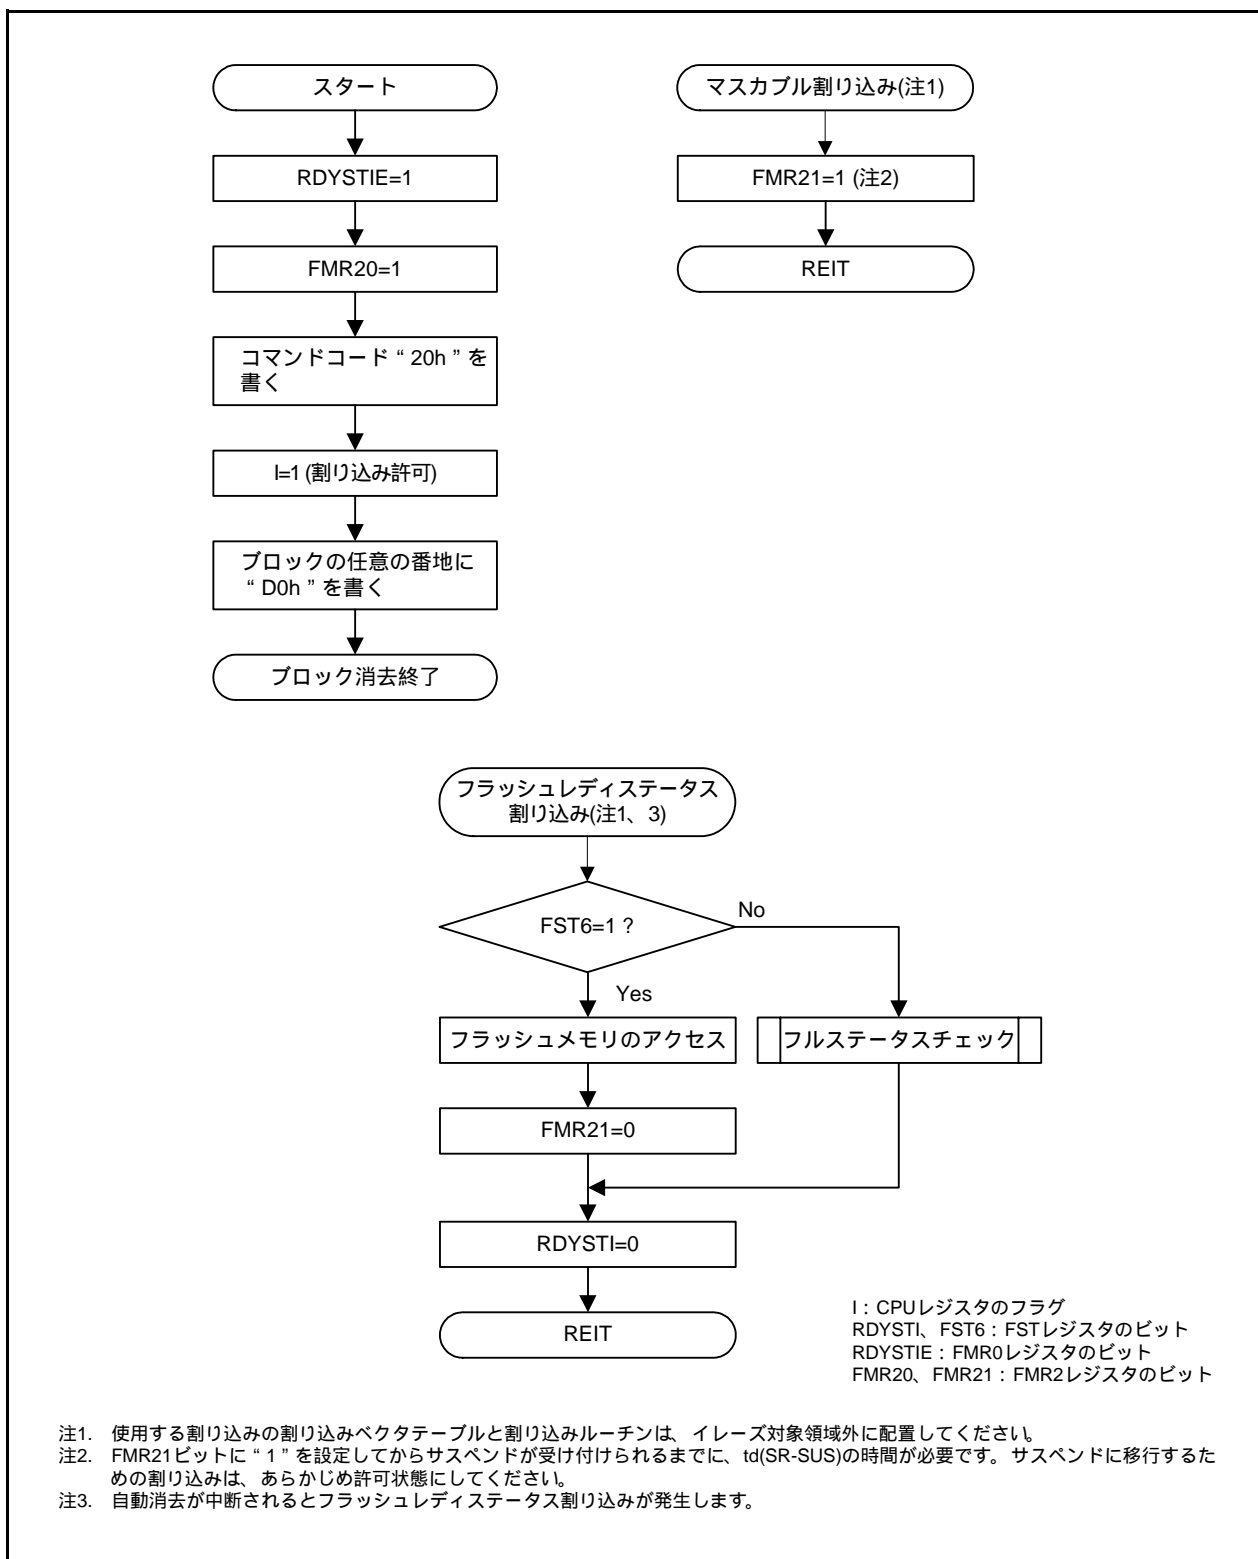 スタート
RDYSTIE=1
FMR20=1
コマンドコード“ 20h ”を
書く
I=1 (割り込み許可)
ブロックの任意の番地に
“ D0h ”を書く
ブロック消去終了
マスカブル割り込み(注1)
FMR21=1 (注2)
REIT
フラッシュレディステータス
割り込み(注1、3)
FST6=1 ?
No
Yes
フラッシュメモリのアクセス
フルステータスチェック
FMR21=0
RDYSTI=0
REIT
I : CPUレジスタのフラグ
RDYSTI、FST6 : FSTレジスタのビット
RDYSTIE : FMR0レジスタのビット
FMR20、FMR21 : FMR2レジスタのビット
注1. 使用する割り込みの割り込みベクタテーブルと割り込みルーチンは、イレーズ対象領域外に配置してください。
注2. FMR21ビットに“ 1 ”を設定してからサスペンドが受け付けられるまでに、td(SR-SUS)の時間が必要です。サスペンドに移行するた
めの割り込みは、あらかじめ許可状態にしてください。
注3. 自動消去が中断されるとフラッシュレディステータス割り込みが発生します。